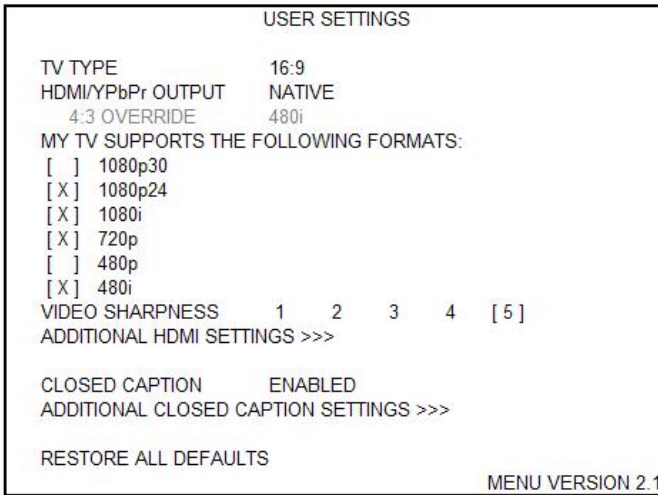 USER SETTINGS
TV TYPE 16:9
HDMI/YPbPr OUTPUT NATIVE
4:3 OVERRIDE 480i
MY TV SUPPORTS THE FOLLOWING FORMATS:
[ ] 1080p30
[ X ] 1080p24
[ X ] 1080i
[ X ] 720p
[ ] 480p
[ X ] 480i
VIDEO SHARPNESS 1 2 3 4 [ 5 ]
ADDITIONAL HDMI SETTINGS >>>
CLOSED CAPTION ENABLED
ADDITIONAL CLOSED CAPTION SETTINGS >>>
RESTORE ALL DEFAULTS
MENU VERSION 2.1